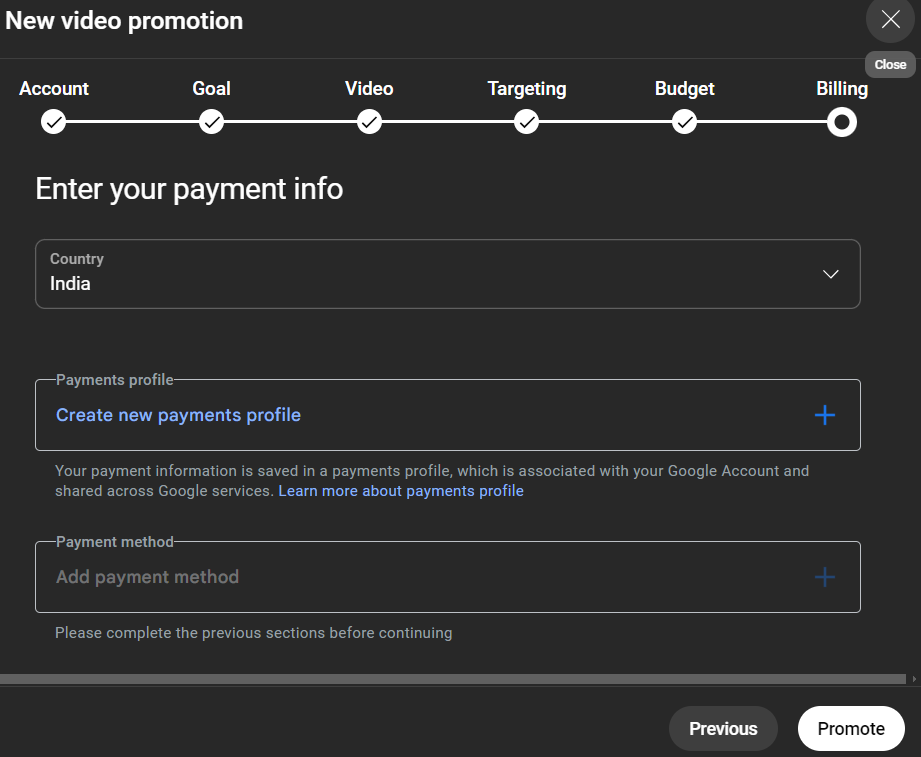 New video promotion
Close
Account Goal Video Targeting Budget Billing
Enter your payment info
Country
India
Payments profile
Create new payments profile
Your payment information is saved in a payments profile, which is associated with your Google Account and
shared across Google services. Learn more about payments profile
Payment method
Add payment method
Please complete the previous sections before continuing
Previous Promote